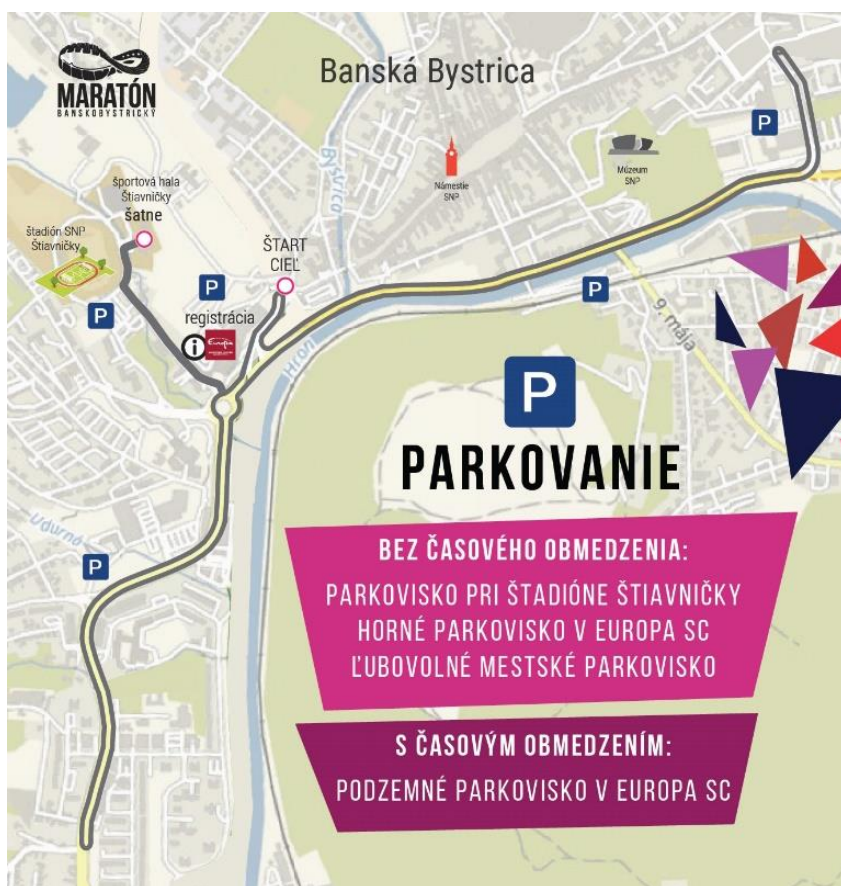 MARATÓN
BANSKOBYSTRICKÝ
Banská Bystrica
Bystrica
P
Námestie
SNP
Múzeum
SNP
športová hala
Štiavničky
šatne
štadión SNP
Štiavničky
ŠTART
CIEĽ
P
P
P
registrácia
i
Europa
Hron
9. mája
P
PARKOVANIE
Udurná
P
BEZ ČASOVÉHO OBMEDZENIA:
PARKOVISKO PRI ŠTADIÓNE ŠTIAVNIČKY
HORNÉ PARKOVISKO V EUROPA SC
ĽUBOVOLNÉ MESTSKÉ PARKOVISKO
S ČASOVÝM OBMEDZENÍM:
PODZEMNÉ PARKOVISKO V EUROPA SC